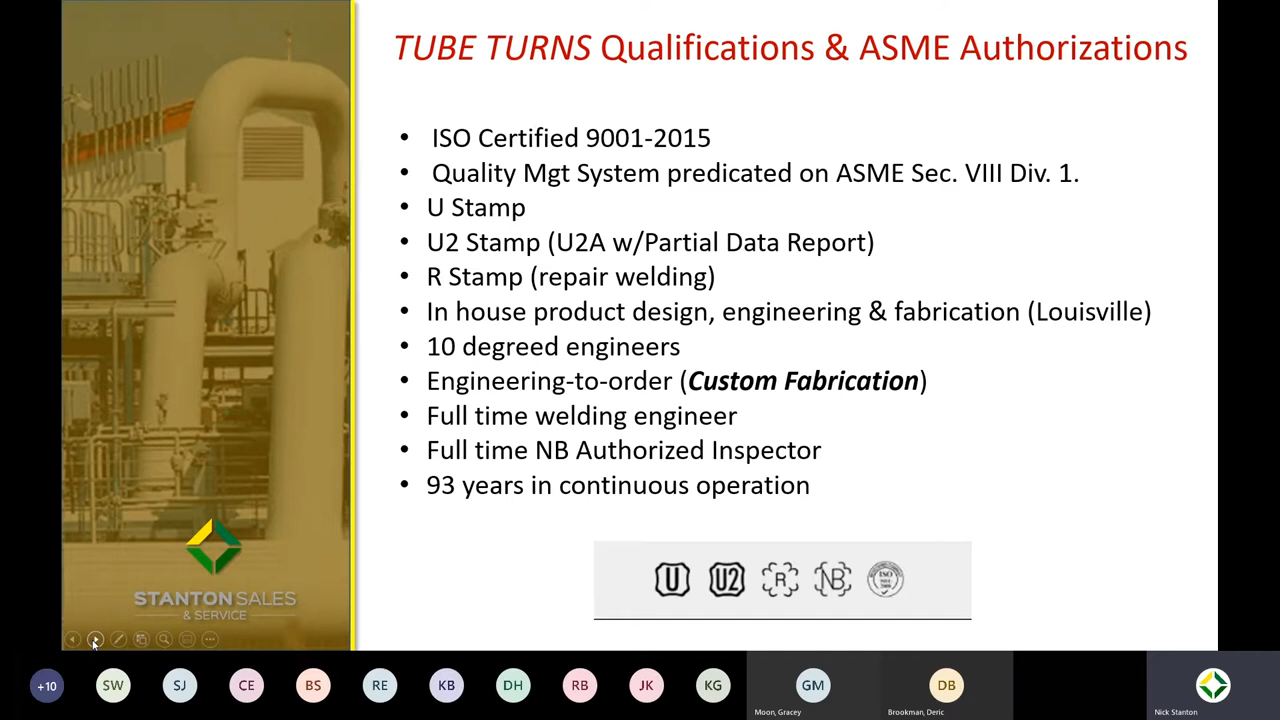 TUBE TURNS Qualifications & ASME Authorizations
• ISO Certified 9001-2015
• Quality Mgt System predicated on ASME Sec. VIII Div. 1.
• U Stamp
• U2 Stamp (U2A w/Partial Data Report)
• R Stamp (repair welding)
• In house product design, engineering & fabrication (Louisville)
• 10 degreed engineers
• Engineering-to-order (Custom Fabrication)
• Full time welding engineer
• Full time NB Authorized Inspector
• 93 years in continuous operation
U U2 R NB ISO
STANTON SALES
& SERVICE
+10 SW SJ CE BS RE KB DH RB JK KG GM DB
Moon, Gracey Brookman, Deric Nick Stanton